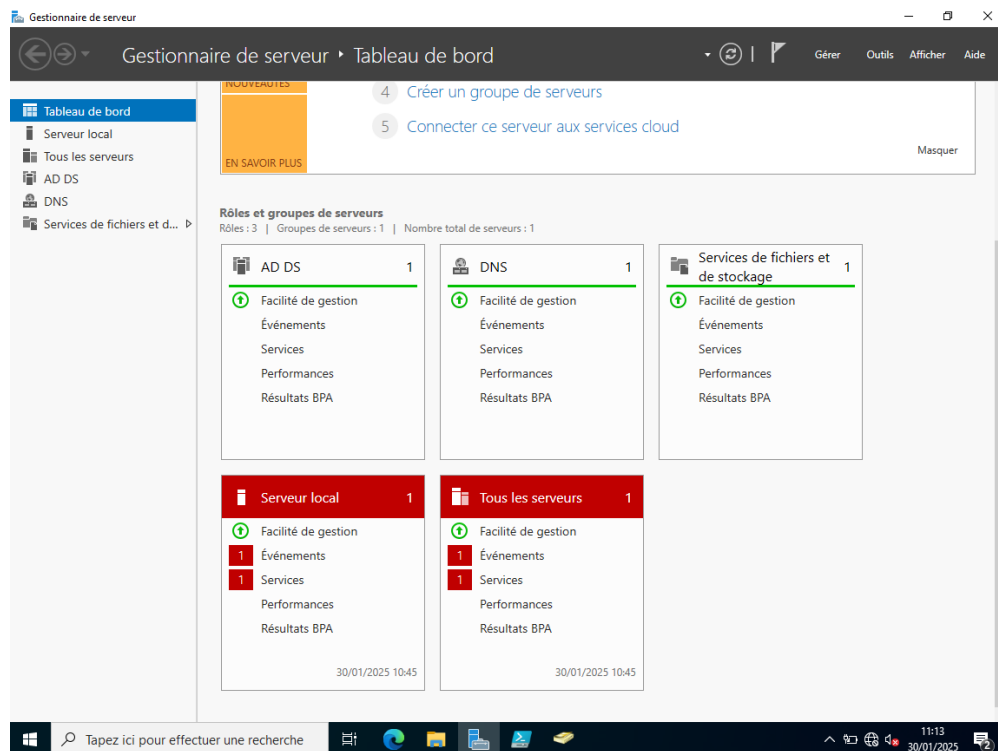 Gestionnaire de serveur
Gestionnaire de serveur Tableau de bord
Gérer Outils Afficher Aide
Tableau de bord
Serveur local
Tous les serveurs
AD DS
DNS
Services de fichiers et d...
NOUVEAUTÉS
4 Créer un groupe de serveurs
5 Connecter ce serveur aux services cloud
EN SAVOIR PLUS
Masquer
Rôles et groupes de serveurs
Rôles : 3 | Groupes de serveurs : 1 | Nombre total de serveurs : 1
AD DS 1
Facilité de gestion
Événements
Services
Performances
Résultats BPA
DNS 1
Facilité de gestion
Événements
Services
Performances
Résultats BPA
Services de fichiers et
de stockage 1
Facilité de gestion
Événements
Services
Performances
Résultats BPA
Serveur local 1
Facilité de gestion
1 Événements
1 Services
Performances
Résultats BPA
30/01/2025 10:45
Tous les serveurs 1
Facilité de gestion
1 Événements
1 Services
Performances
Résultats BPA
30/01/2025 10:45
Tapez ici pour effectuer une recherche
11:13
30/01/2025
2